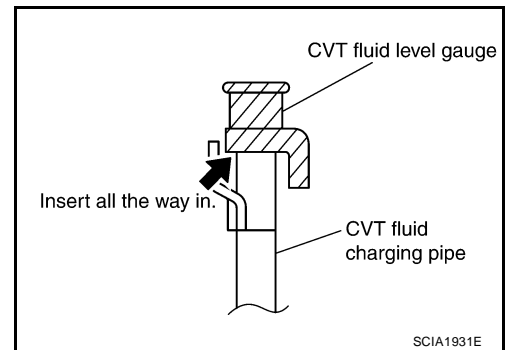 CVT fluid level gauge
Insert all the way in.
CVT fluid
charging pipe
SCIA1931E